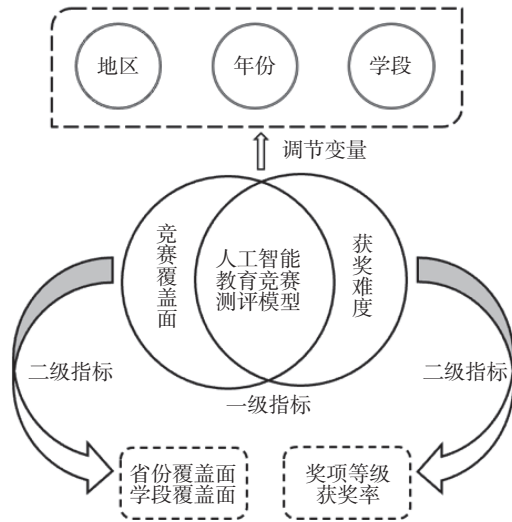 地区
年份
学段
调节变量
竞赛覆盖面
人工智能
教育竞赛
测评模型
获奖难度
二级指标
二级指标
一级指标
省份覆盖面
学段覆盖面
奖项等级
获奖率